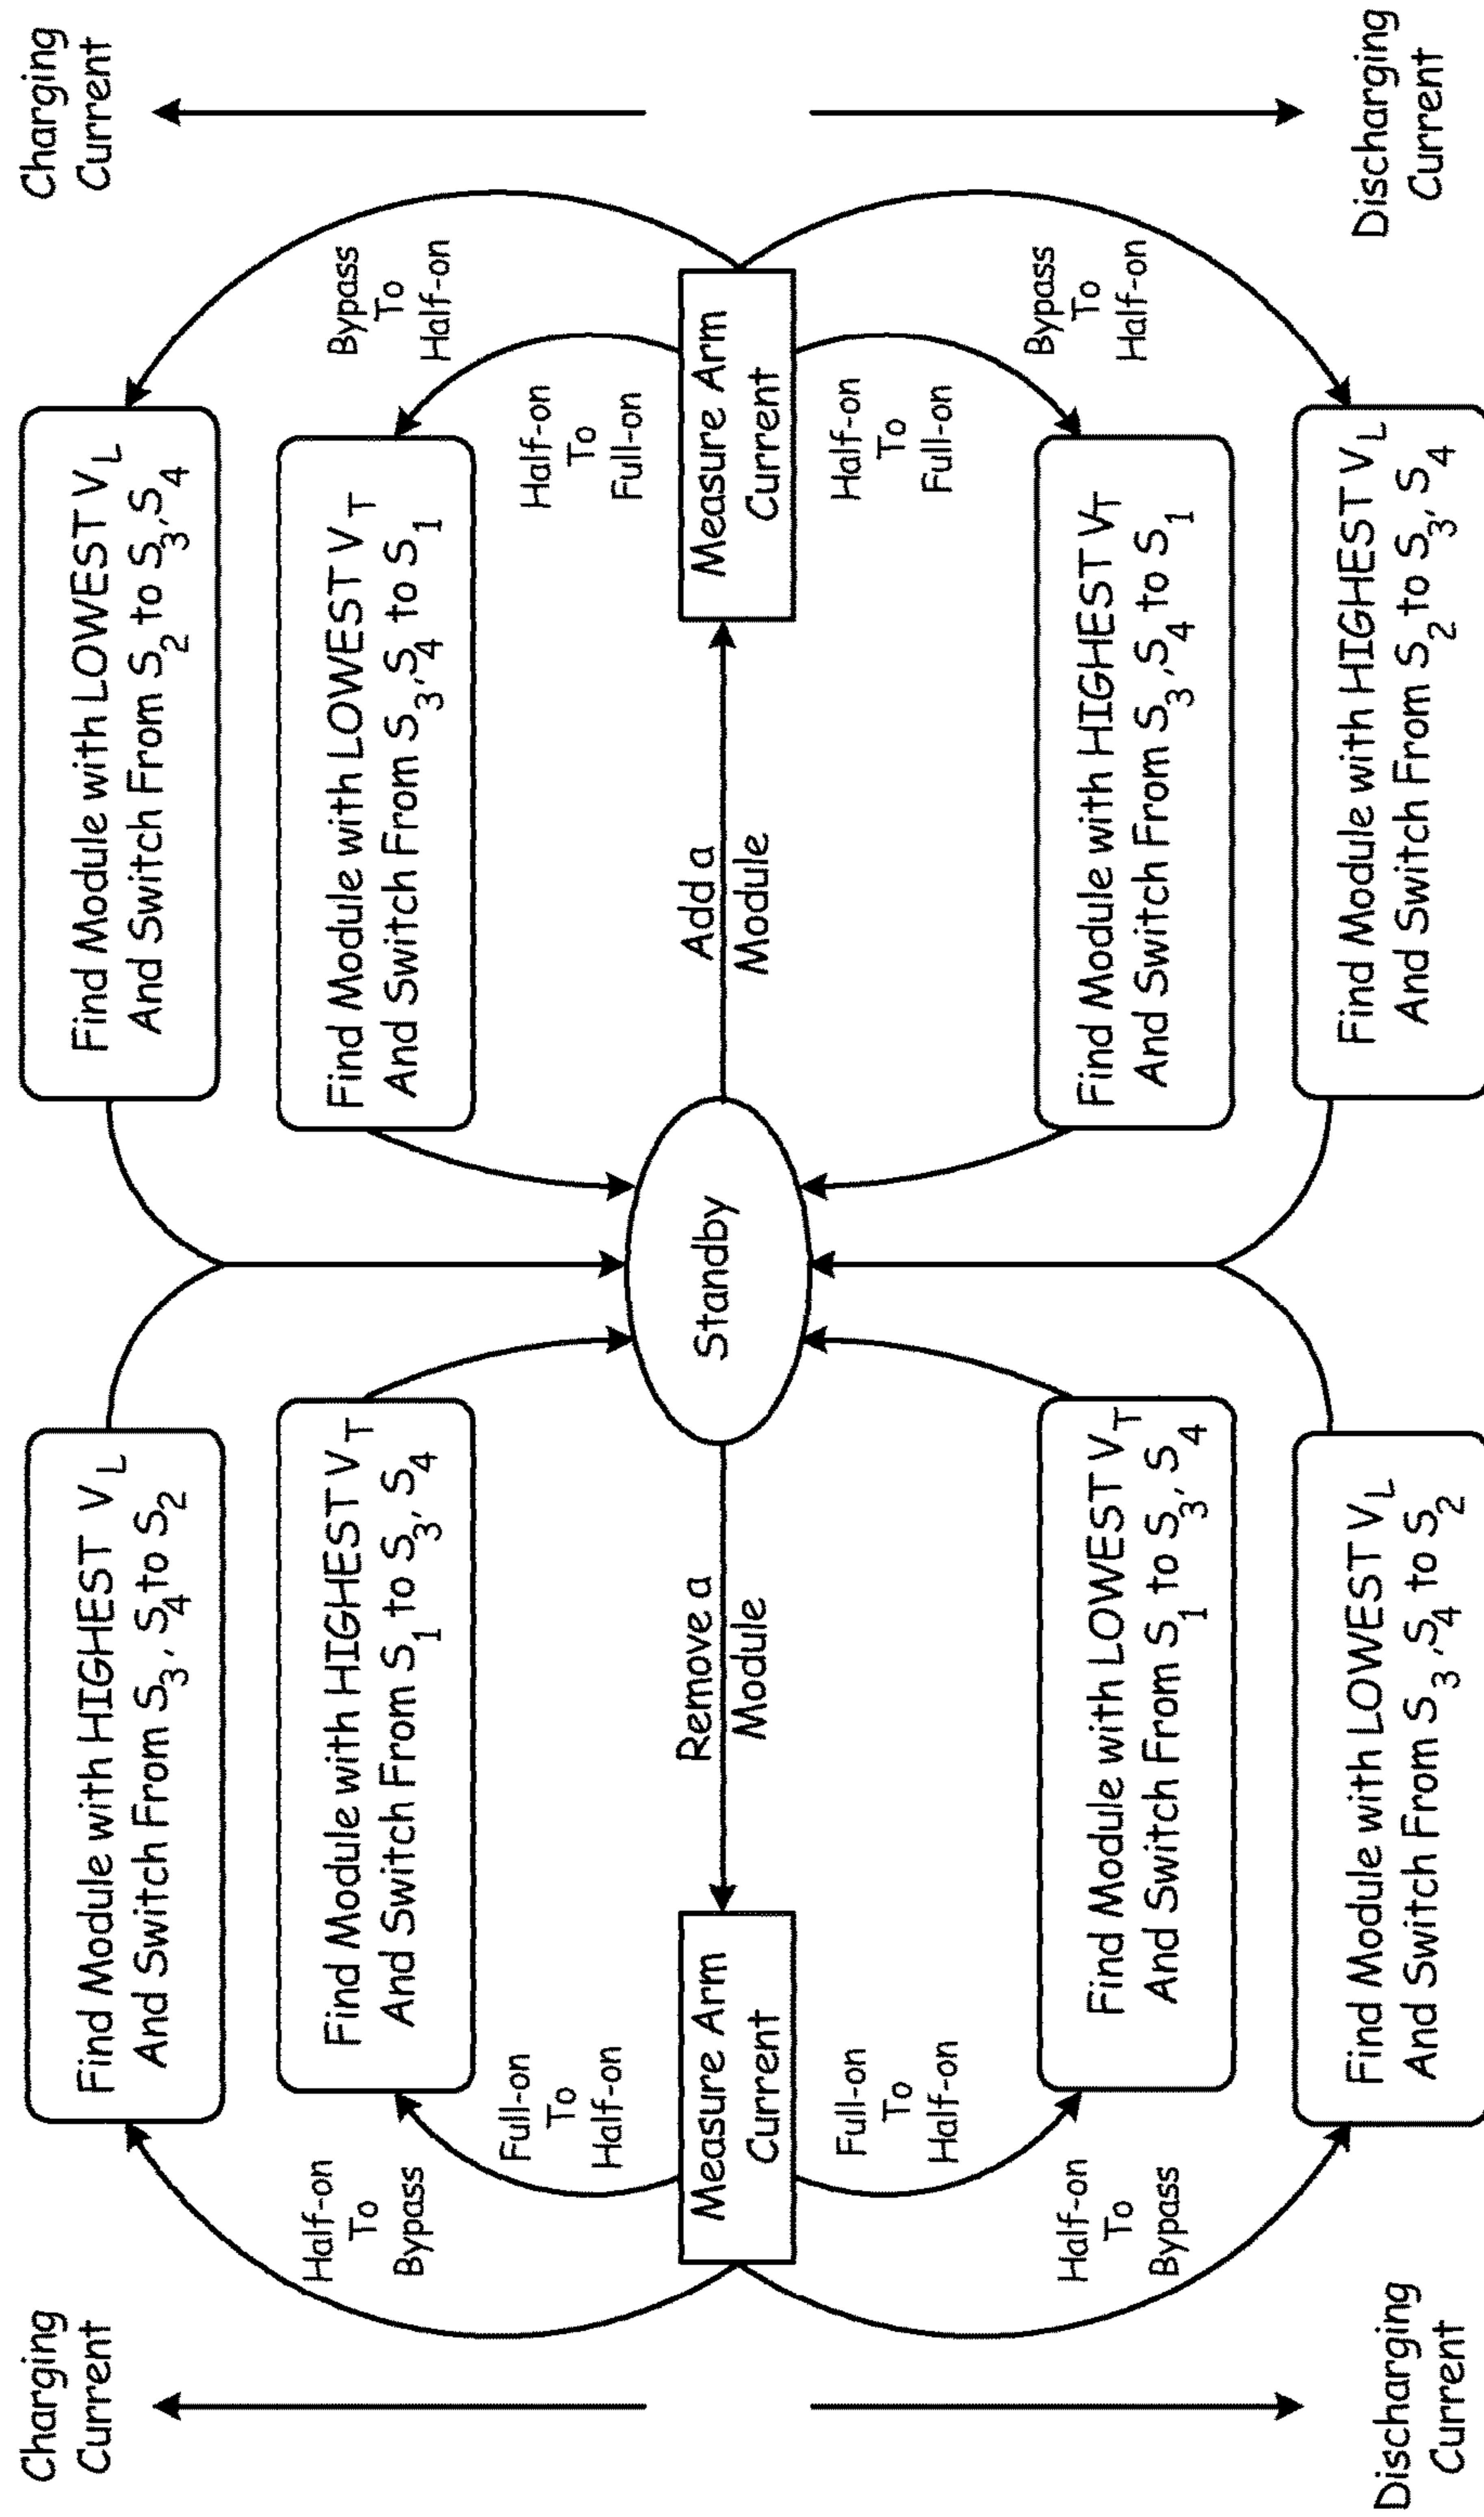 Charging
Current
Charging
Current
Find Module with HIGHEST V_L
And Switch From S_3, S_4 to S_2
Find Module with LOWEST V_L
And Switch From S_2 to S_3,S_4
Half-on
To
Bypass
Find Module with HIGHEST V_T
And Switch From S_1 to S_3, S_4
Find Module with LOWEST V_T
And Switch From S_3,S_4 to S_1
Bypass
To
Half-on
Full-on
To
Half-on
Half-on
To
Full-on
Measure Arm
Current
Remove a
Module
Standby
Add a
Module
Measure Arm
Current
Full-on
To
Half-on
Half-on
To
Full-on
Half-on
To
Bypass
Find Module with LOWEST V_T
And Switch From S_1 to S_3, S_4
Find Module with HIGHEST V_T
And Switch From S_3 ,S_4 to S_1
Bypass
To
Half-on
Find Module with LOWEST V_L
And Switch From S_3 ,S_4 to S_2
Find Module with HIGHEST V_L
And Switch From S_2 to S_3, S_4
Discharging
Current
Discharging
Current